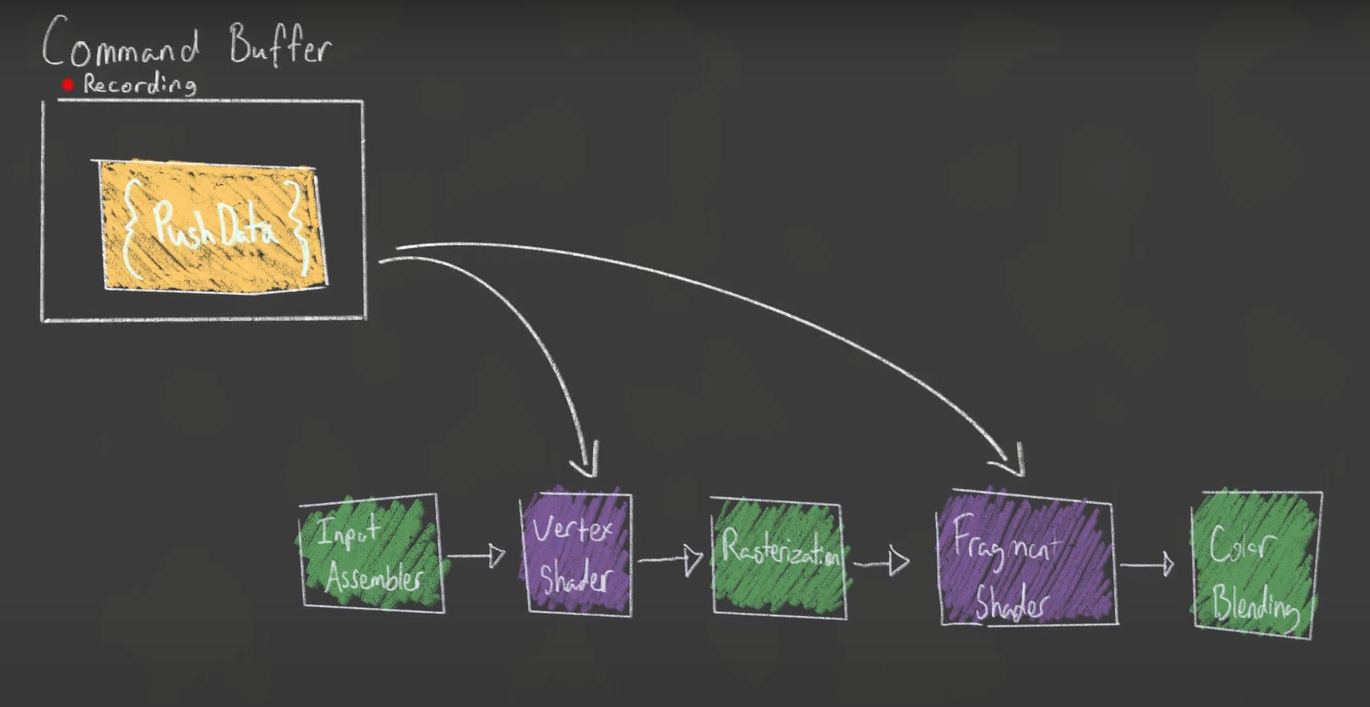 Command Buffer
Recording
{ Push Data }
Input
Assembler
Vertex
Shader
Rasterization
Fragment
Shader
Color
Blending